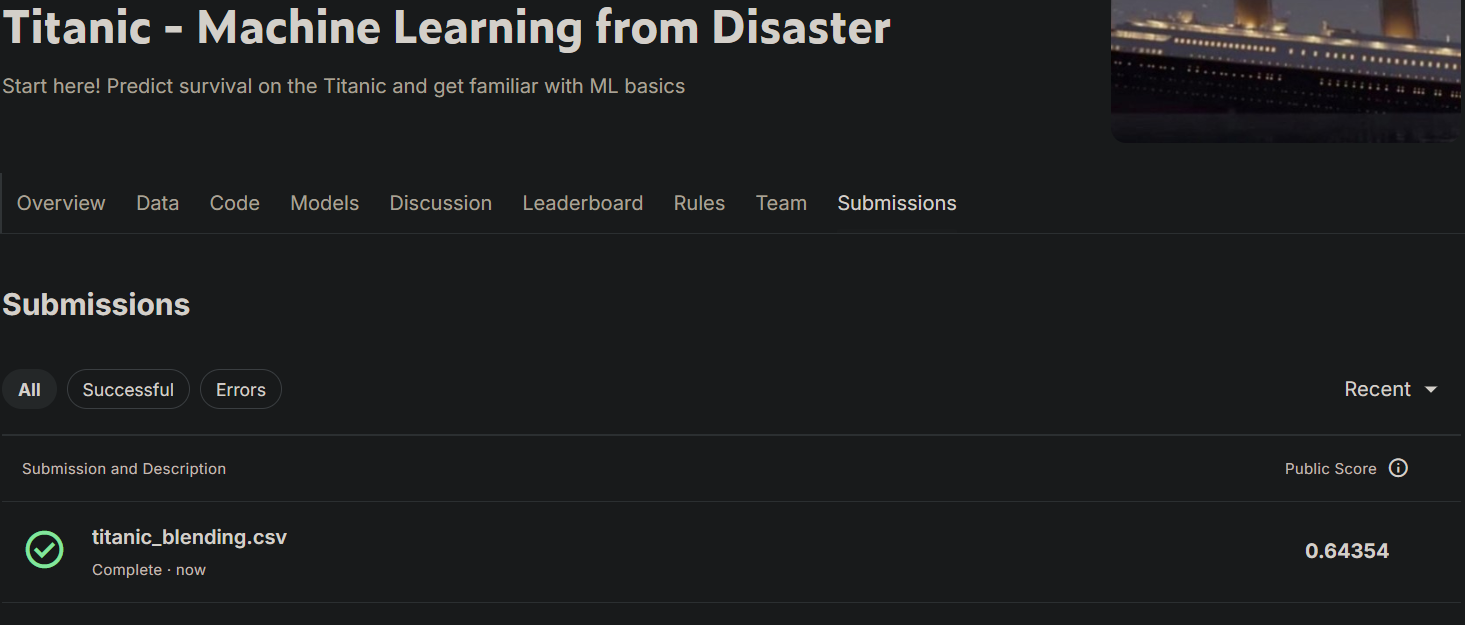 Titanic - Machine Learning from Disaster
Start here! Predict survival on the Titanic and get familiar with ML basics
Overview Data Code Models Discussion Leaderboard Rules Team Submissions
Submissions
All Successful Errors Recent
Submission and Description Public Score
titanic_blending.csv
Complete · now
0.64354